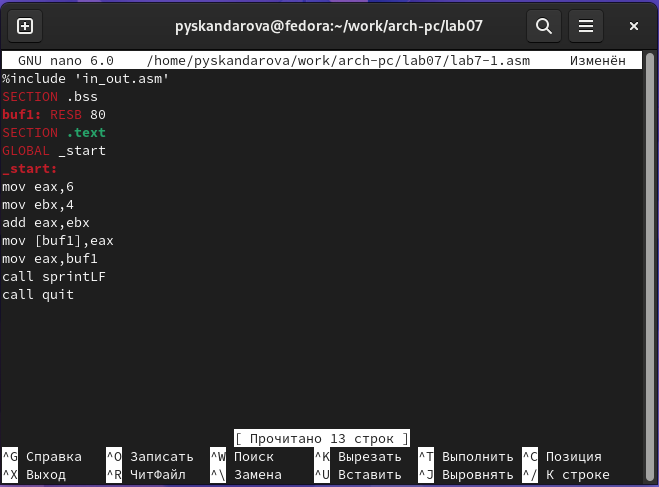 pyskandarova@fedora:~/work/arch-pc/lab07
GNU nano 6.0 /home/pyskandarova/work/arch-pc/lab07/lab7-1.asm Изменён
%include 'in_out.asm'
SECTION .bss
buf1: RESB 80
SECTION .text
GLOBAL _start
_start:
mov eax,6
mov ebx,4
add eax,ebx
mov [buf1],eax
mov eax,buf1
call sprintLF
call quit
[ Прочитано 13 строк ]
^G Справка ^O Записать ^W Поиск ^K Вырезать ^T Выполнить ^C Позиция
^X Выход ^R ЧитФайл ^\ Замена ^U Вставить ^J Выровнять ^/ К строке